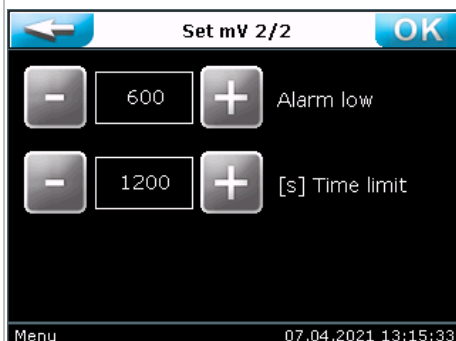 Set mV 2/2 OK
- 600 + Alarm low
- 1200 + [s] Time limit
Menu 07.04.2021 13:15:33